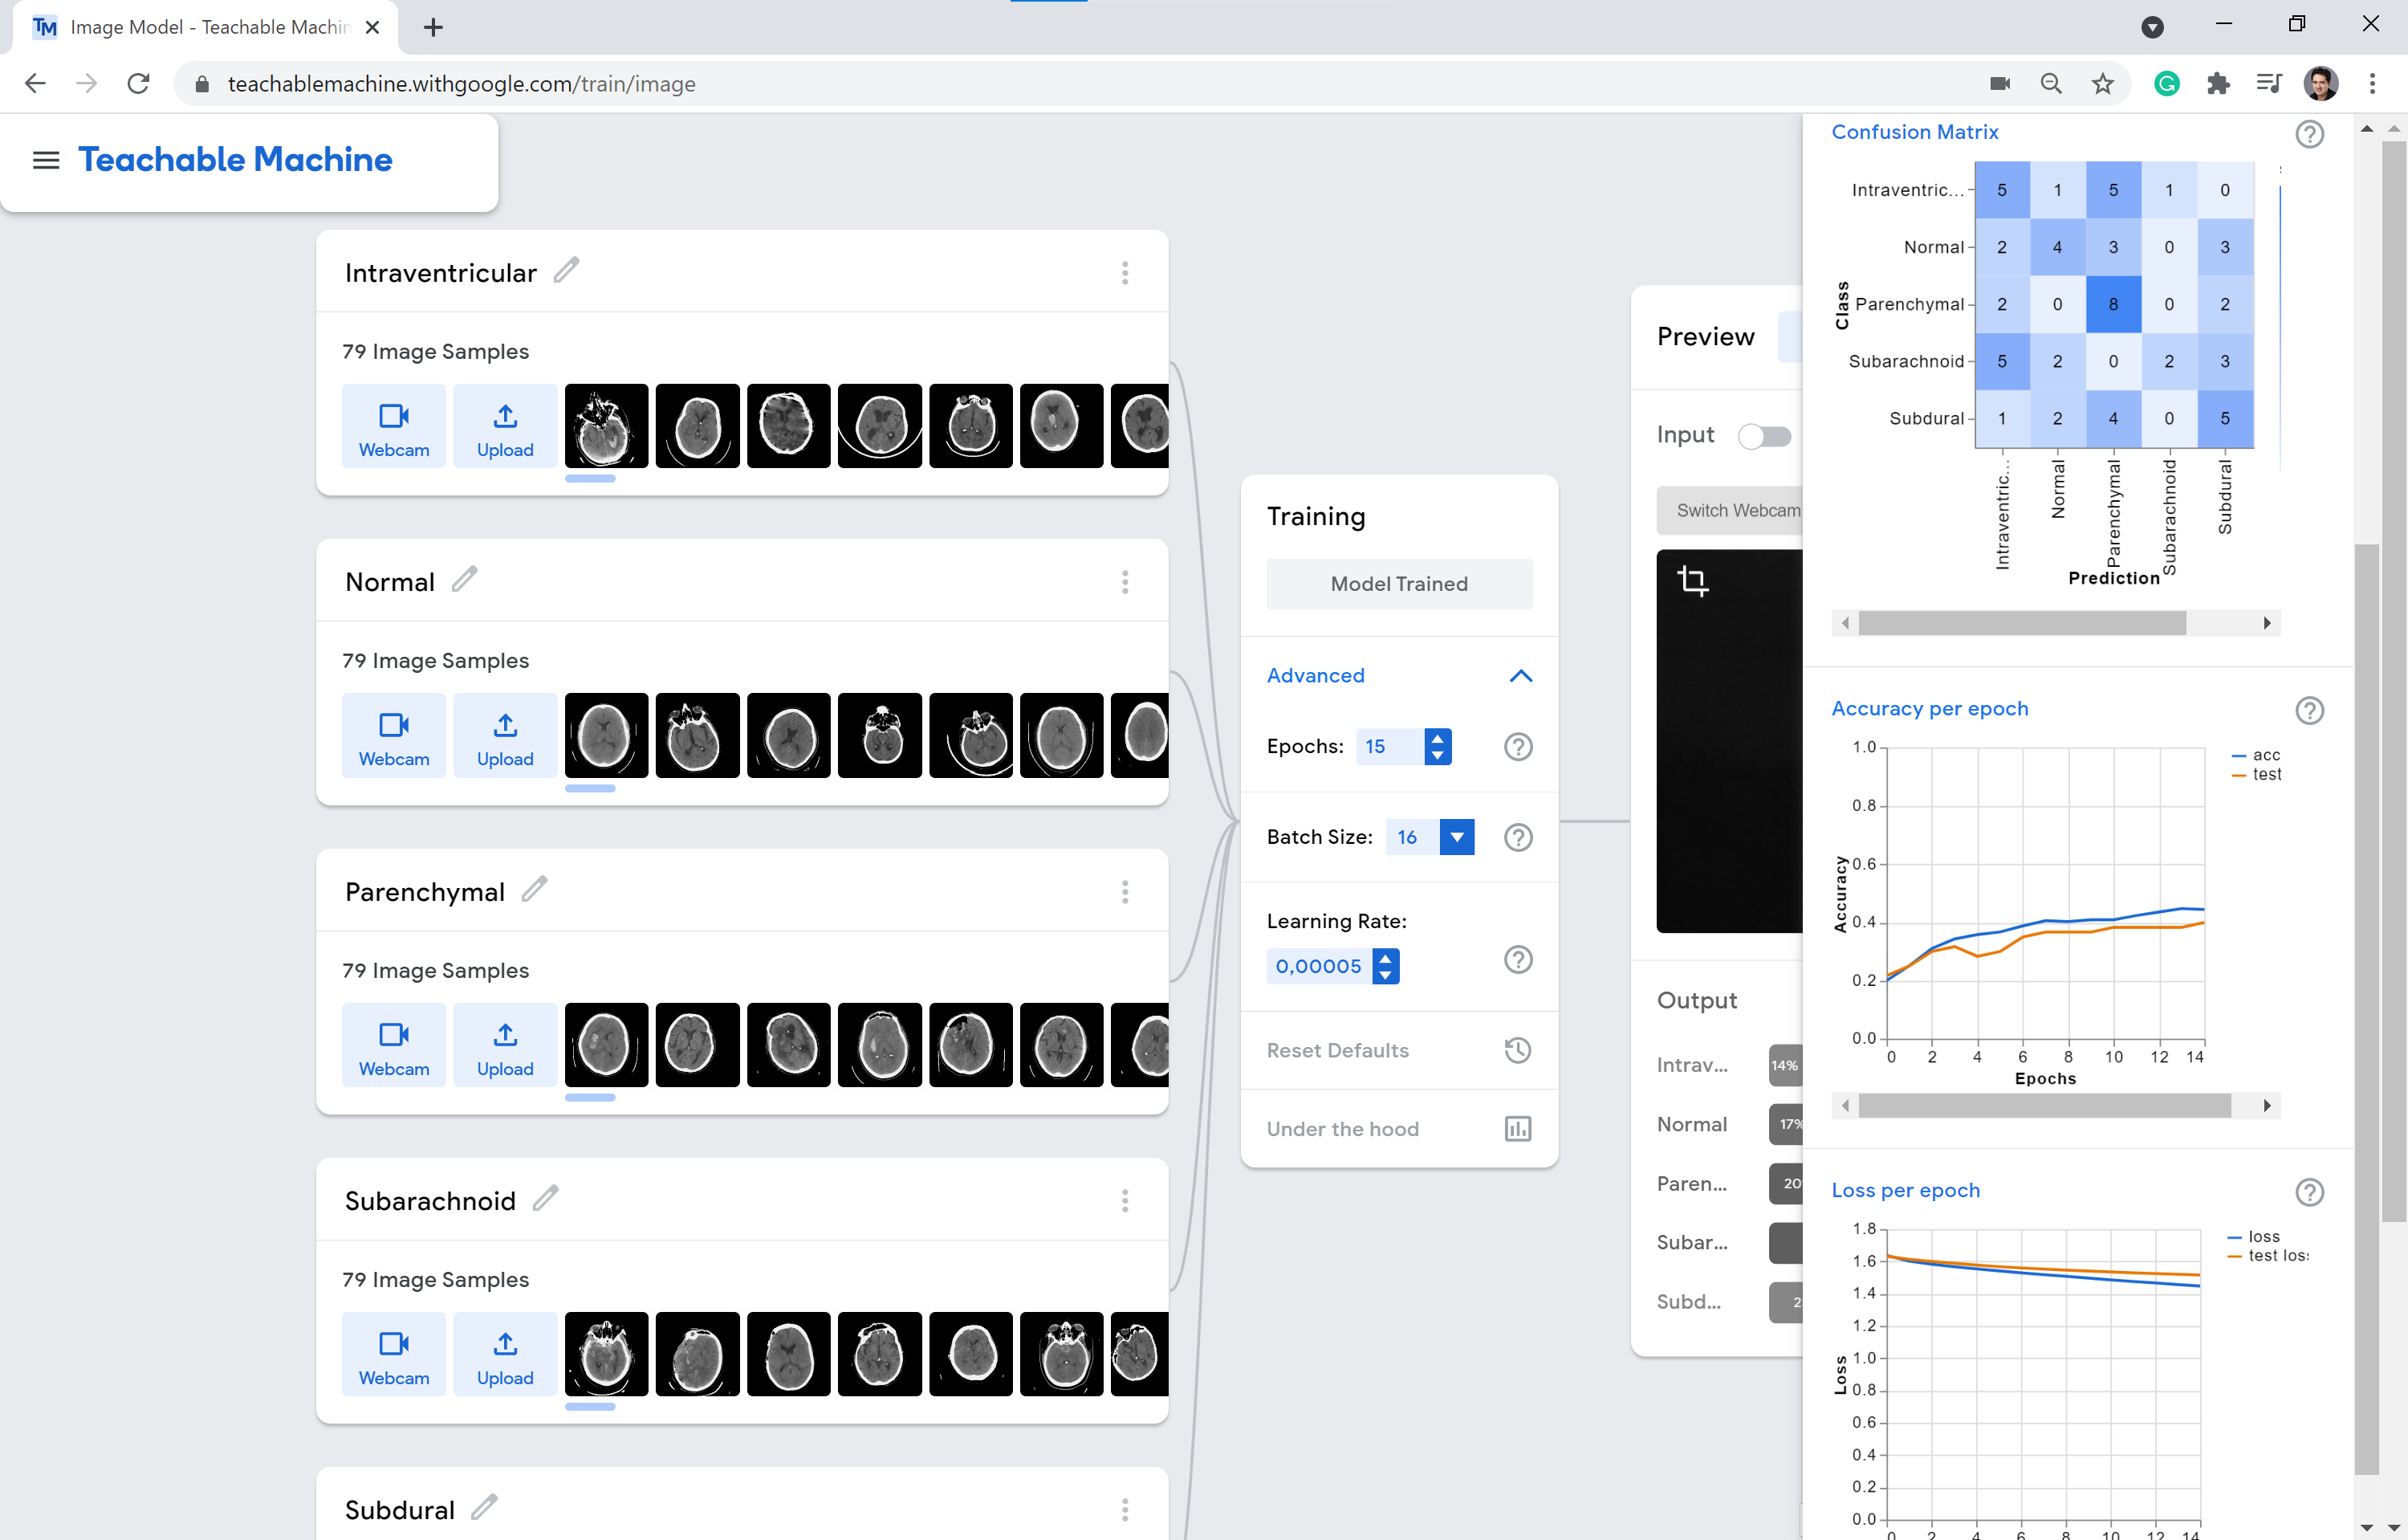 Image Model - Teachable Machin
teachablemachine.withgoogle.com/train/image
Teachable Machine
Intraventricular
79 Image Samples
Webcam
Upload
Normal
79 Image Samples
Webcam
Upload
Parenchymal
79 Image Samples
Webcam
Upload
Subarachnoid
79 Image Samples
Webcam
Upload
Subdural
Training
Model Trained
Advanced
Epochs: 15
Batch Size: 16
Learning Rate:
0,00005
Reset Defaults
Under the hood
Preview
Input
Switch Webcam
Output
Intrav... 14%
Normal 17%
Paren... 20
Subar...
Subd... 2
Confusion Matrix
Class
Intraventric... 5 1 5 1 0
Normal 2 4 3 0 3
Parenchymal 2 0 8 0 2
Subarachnoid 5 2 0 2 3
Subdural 1 2 4 0 5
Intraventric... Normal Parenchymal Subarachnoid Subdural
Prediction
Accuracy per epoch
acc
test
Accuracy
1.0
0.8
0.6
0.4
0.2
0.0
0 2 4 6 8 10 12 14
Epochs
Loss per epoch
loss
test los
Loss
1.8
1.6
1.4
1.2
1.0
0.8
0.6
0.4
0.2
0.0
0 2 4 6 8 10 12 14